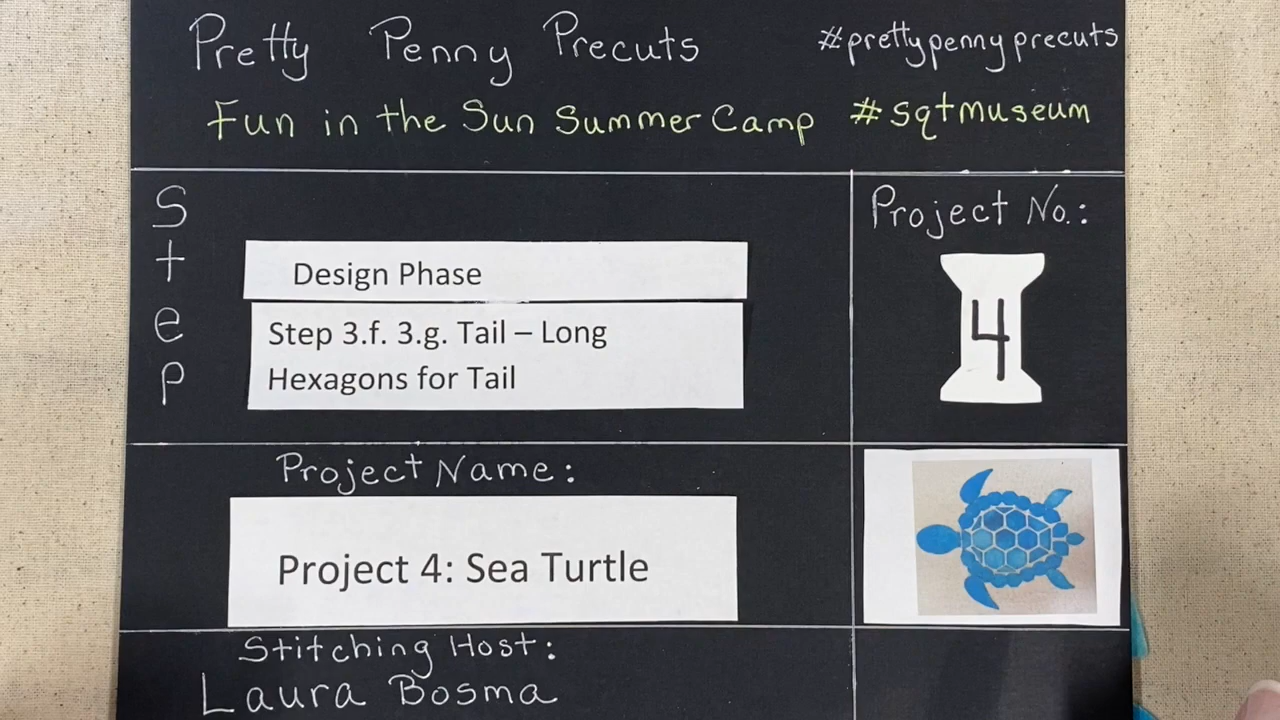 Pretty Penny Precuts #prettypennyprecuts
Fun in the Sun Summer Camp #sqtmuseum
Step
Design Phase
Step 3.f. 3.g. Tail – Long
Hexagons for Tail
Project No.:
4
Project Name:
Project 4: Sea Turtle
Stitching Host:
Laura Bosma